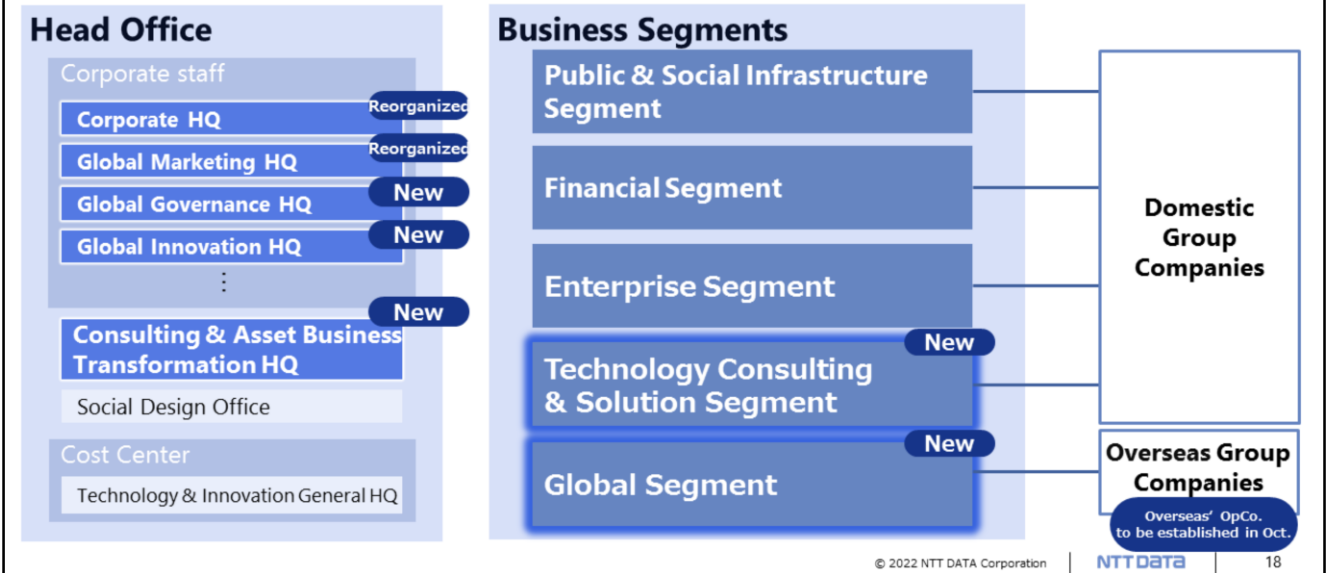 Head Office
Corporate staff
Corporate HQ
Reorganized
Global Marketing HQ
Reorganized
Global Governance HQ
New
Global Innovation HQ
New
⋮
New
Consulting & Asset Business
Transformation HQ
Social Design Office
Cost Center
Technology & Innovation General HQ
Business Segments
Public & Social Infrastructure
Segment
Financial Segment
Enterprise Segment
New
Technology Consulting
& Solution Segment
New
Global Segment
Domestic
Group
Companies
Overseas Group
Companies
Overseas' OpCo.
to be established in Oct.
© 2022 NTT DATA Corporation
NTT DATA
18